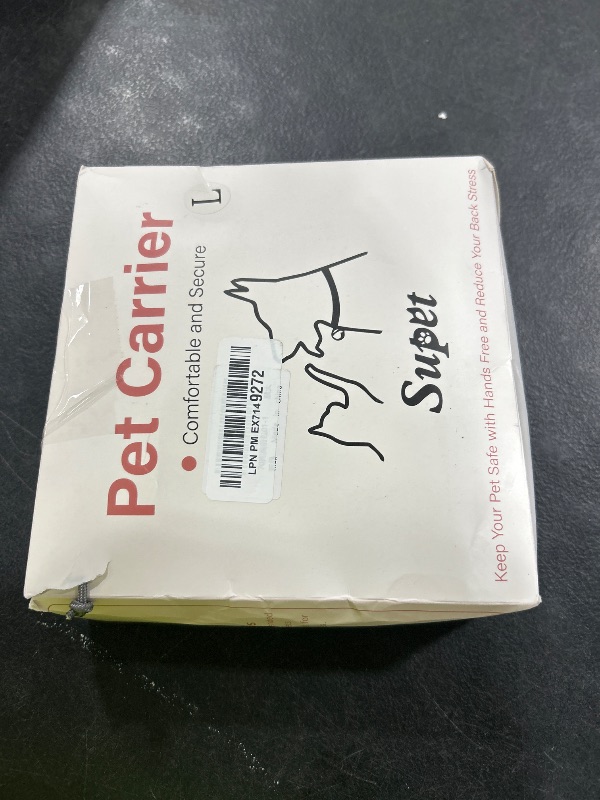 Pet Carrier
L
Comfortable and Secure
LPN PM EX7149272
Supet
Keep Your Pet Safe with Hands Free and Reduce Your Back Stress